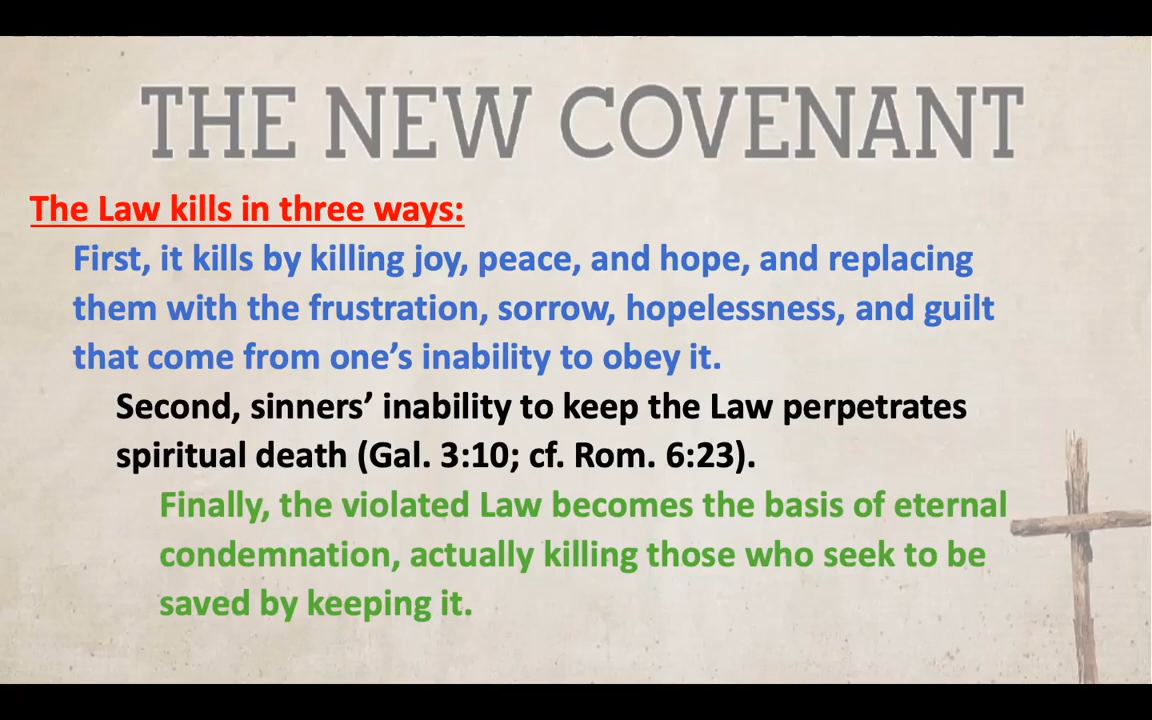 THE NEW COVENANT
The Law kills in three ways:
First, it kills by killing joy, peace, and hope, and replacing
them with the frustration, sorrow, hopelessness, and guilt
that come from one’s inability to obey it.
Second, sinners’ inability to keep the Law perpetrates
spiritual death (Gal. 3:10; cf. Rom. 6:23).
Finally, the violated Law becomes the basis of eternal
condemnation, actually killing those who seek to be
saved by keeping it.